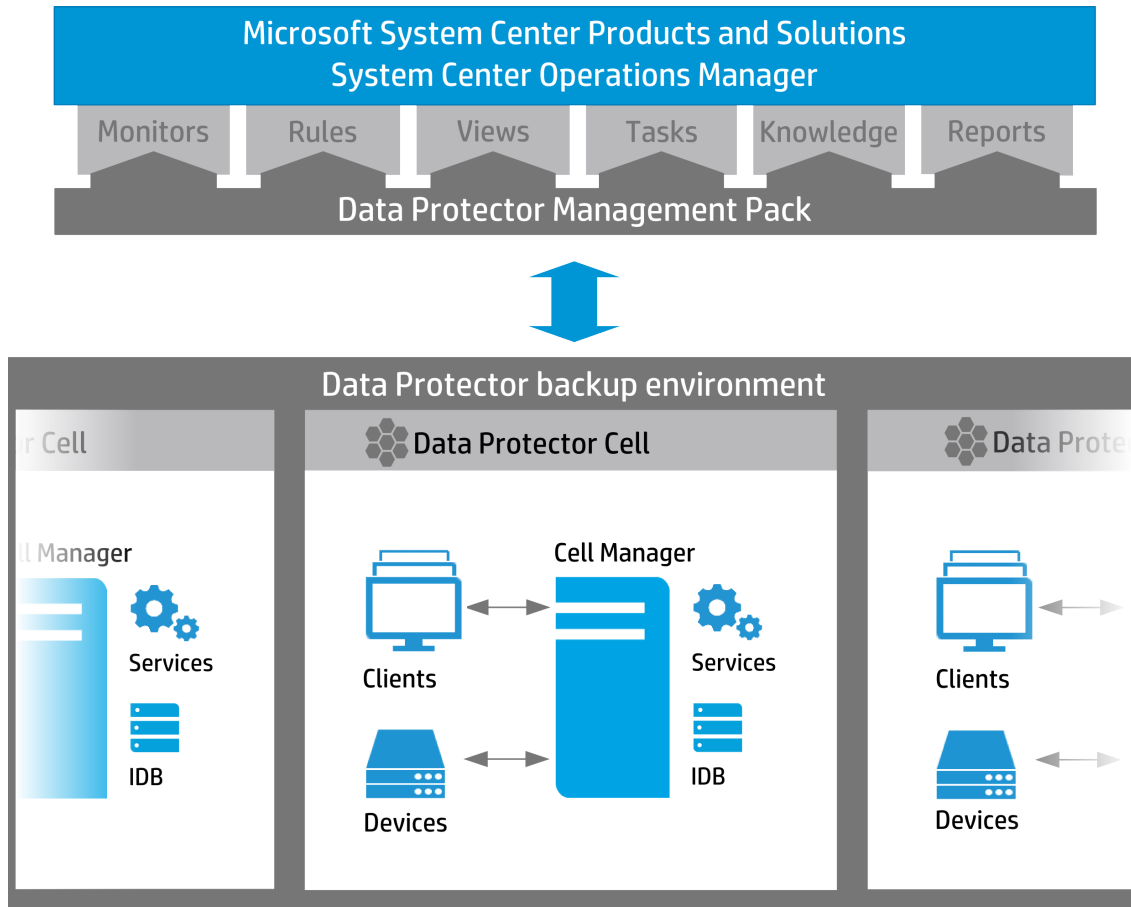 Microsoft System Center Products and Solutions
System Center Operations Manager
Monitors
Rules
Views
Tasks
Knowledge
Reports
Data Protector Management Pack
Data Protector backup environment
Cell
Manager
Services
IDB
Data Protector Cell
Cell Manager
Clients
Services
Devices
IDB
Data
Clients
Devices